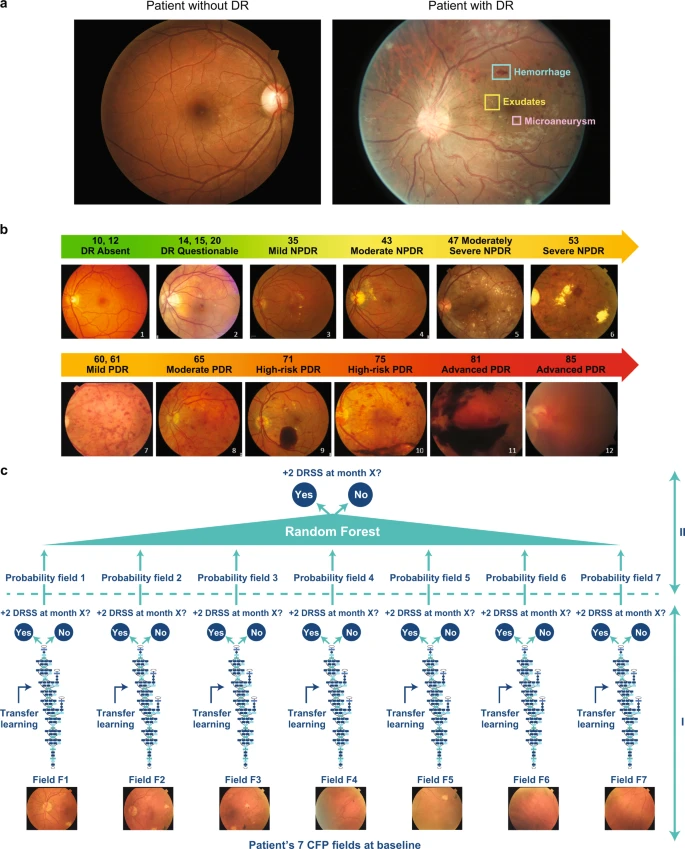 a
Patient without DR
Patient with DR
Hemorrhage
Exudates
Microaneurysm
b
10, 12
DR Absent
14, 15, 20
DR Questionable
35
Mild NPDR
43
Moderate NPDR
47 Moderately
Severe NPDR
53
Severe NPDR
1
2
3
4
5
6
60, 61
Mild PDR
65
Moderate PDR
71
High-risk PDR
75
High-risk PDR
81
Advanced PDR
85
Advanced PDR
7
8
9
10
11
12
c
+2 DRSS at month X?
Yes
No
II
Random Forest
Probability field 1
Probability field 2
Probability field 3
Probability field 4
Probability field 5
Probability field 6
Probability field 7
+2 DRSS at month X?
+2 DRSS at month X?
+2 DRSS at month X?
+2 DRSS at month X?
+2 DRSS at month X?
+2 DRSS at month X?
+2 DRSS at month X?
Yes
No
Yes
No
Yes
No
Yes
No
Yes
No
Yes
No
Yes
No
Transfer
learning
Transfer
learning
Transfer
learning
Transfer
learning
Transfer
learning
Transfer
learning
Transfer
learning
I
Field F1
Field F2
Field F3
Field F4
Field F5
Field F6
Field F7
Patient's 7 CFP fields at baseline